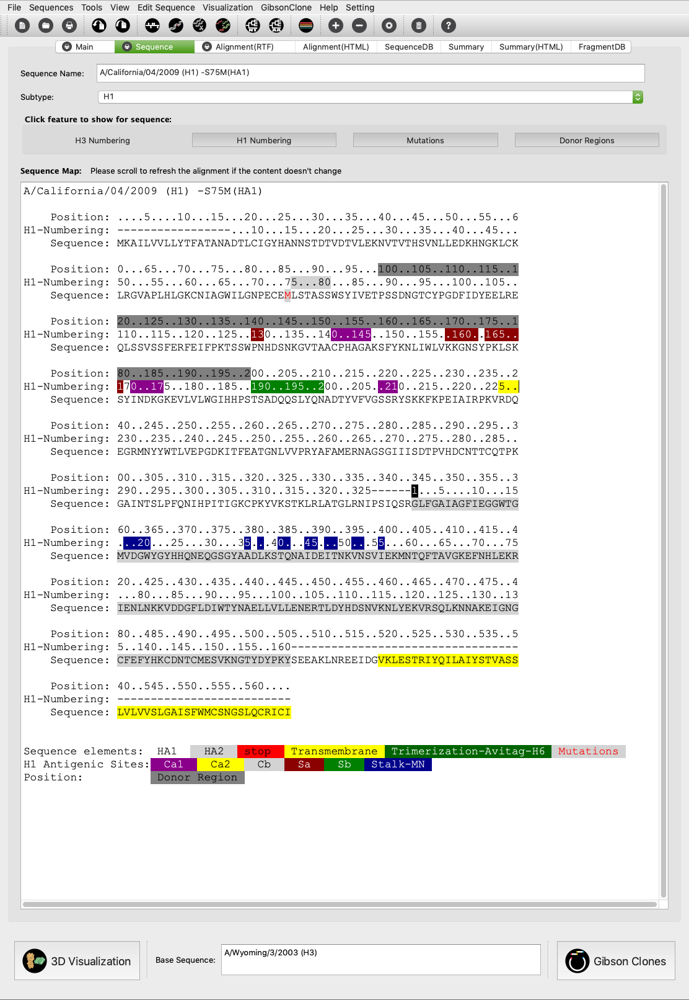 File Sequences Tools View Edit Sequence Visualization GibsonClone Help Setting
NT AA
Main Sequence Alignment(RTF) Alignment(HTML) SequenceDB Summary Summary(HTML) FragmentDB
Sequence Name: A/California/04/2009 (H1) -S75M(HA1)
Subtype: H1
Click feature to show for sequence:
H3 Numbering H1 Numbering Mutations Donor Regions
Sequence Map: Please scroll to refresh the alignment if the content doesn't change
A/California/04/2009 (H1) -S75M(HA1)
Position: ....5....10...15...20...25...30...35...40...45...50...55...6
H1-Numbering: -----------------...10...15...20...25...30...35...40...45...
Sequence: MKAILVVLLYTFATANADTLCIGYHANNSTDTVDTVLEKNVTVTHSVNLLEDKHNGKLCK
Position: 0...65...70...75...80...85...90...95...100..105..110..115..1
H1-Numbering: 50...55...60...65...70...75...80...85...90...95...100..105..
Sequence: LRGVAPLHLGKCNIAGWILGNPECEMLSTASSWSYIVETPSSDNGTCYPGDFIDYEELRE
Position: 20..125..130..135..140..145..150..155..160..165..170..175..1
H1-Numbering: 110..115..120..125..130..135..140..145..150..155..160..165..
Sequence: QLSSVSSFERFEIFPKTSSWPNHDSNKGVTAACPHAGAKSFYKNLIWLVKKGNSYPKLSK
Position: 80..185..190..195..200..205..210..215..220..225..230..235..2
H1-Numbering: 170..175..180..185..190..195..200..205..210..215..220..225..
Sequence: SYINDKGKEVLVLWGIHHPSTSADQQSLYQNADTYVFVGSSRYSKKFKPEIAIRPKVRDQ
Position: 40..245..250..255..260..265..270..275..280..285..290..295..3
H1-Numbering: 230..235..240..245..250..255..260..265..270..275..280..285..
Sequence: EGRMNYYWTLVEPGDKITFEATGNLVVPRYAFAMERNAGSGIIISDTPVHDCNTTCQTPK
Position: 00..305..310..315..320..325..330..335..340..345..350..355..3
H1-Numbering: 290..295..300..305..310..315..320..325------1...5....10...15
Sequence: GAINTSLPFQNIHPITIGKCPKYVKSTKLRLATGLRNIPSIQSRGLFGAIAGFIEGGWTG
Position: 60..365..370..375..380..385..390..395..400..405..410..415..4
H1-Numbering: ...20...25...30...35...40...45...50...55...60...65...70...75
Sequence: MVDGWYGYHHQNEQGSGYAADLKSTQNAIDEITNKVNSVIEKMNTQFTAVGKEFNHLEKR
Position: 20..425..430..435..440..445..450..455..460..465..470..475..4
H1-Numbering: ...80...85...90...95...100..105..110..115..120..125..130..13
Sequence: IENLNKKVDDGFLDIWTYNAELLVLLENERTLDYHDSNVKNLYEKVRSQLKNNAKEIGNG
Position: 80..485..490..495..500..505..510..515..520..525..530..535..5
H1-Numbering: 5..140..145..150..155..160----------------------------------
Sequence: CFEFYHKCDNTCMESVKNGTYDYPKYSEEAKLNREEIDGVKLESTRIYQILAIYSTVASS
Position: 40..545..550..555..560....
H1-Numbering: --------------------------
Sequence: LVLVVSLGAISFWMCSNGSLQCRICI
Sequence elements: HA1 HA2 stop Transmembrane Trimerization-Avitag-H6 Mutations
H1 Antigenic Sites: Ca1 Ca2 Cb Sa Sb Stalk-MN
Position: Donor Region
3D Visualization Base Sequence: A/Wyoming/3/2003 (H3) Gibson Clones